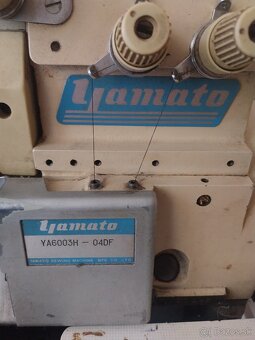 yamato
yamato
YA6003H - 04DF
YAMATO SEWING MACHINE MFG. CO., LTD.